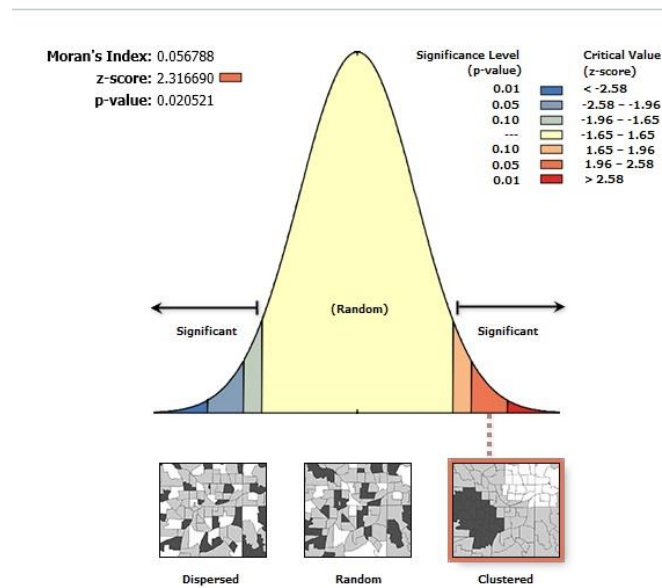 Moran's Index: 0.056788
z-score: 2.316690
p-value: 0.020521
Significance Level
(p-value)
Critical Value
(z-score)
0.01 < -2.58
0.05 -2.58 – -1.96
0.10 -1.96 – -1.65
--- -1.65 – 1.65
0.10 1.65 – 1.96
0.05 1.96 – 2.58
0.01 > 2.58
(Random)
Significant
Significant
Dispersed
Random
Clustered